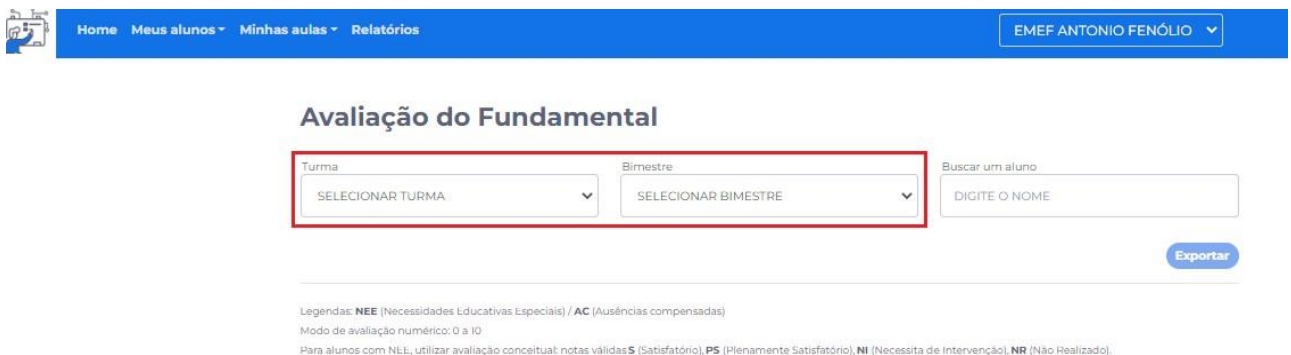 Home Meus alunos Minhas aulas Relatórios EMEF ANTONIO FENÓLIO
Avaliação do Fundamental
Turma Bimestre Buscar um aluno
SELECIONAR TURMA SELECIONAR BIMESTRE DIGITE O NOME
Exportar
Legendas: NEE (Necessidades Educativas Especiais) / AC (Ausências compensadas)
Modo de avaliação numérico: 0 a 10
Para alunos com NEE, utilizar avaliação conceitual: notas válidas S (Satisfatório), PS (Plenamente Satisfatório), NI (Necessita de Intervenção), NR (Não Realizado).